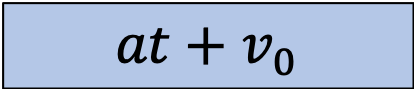 at + v₀